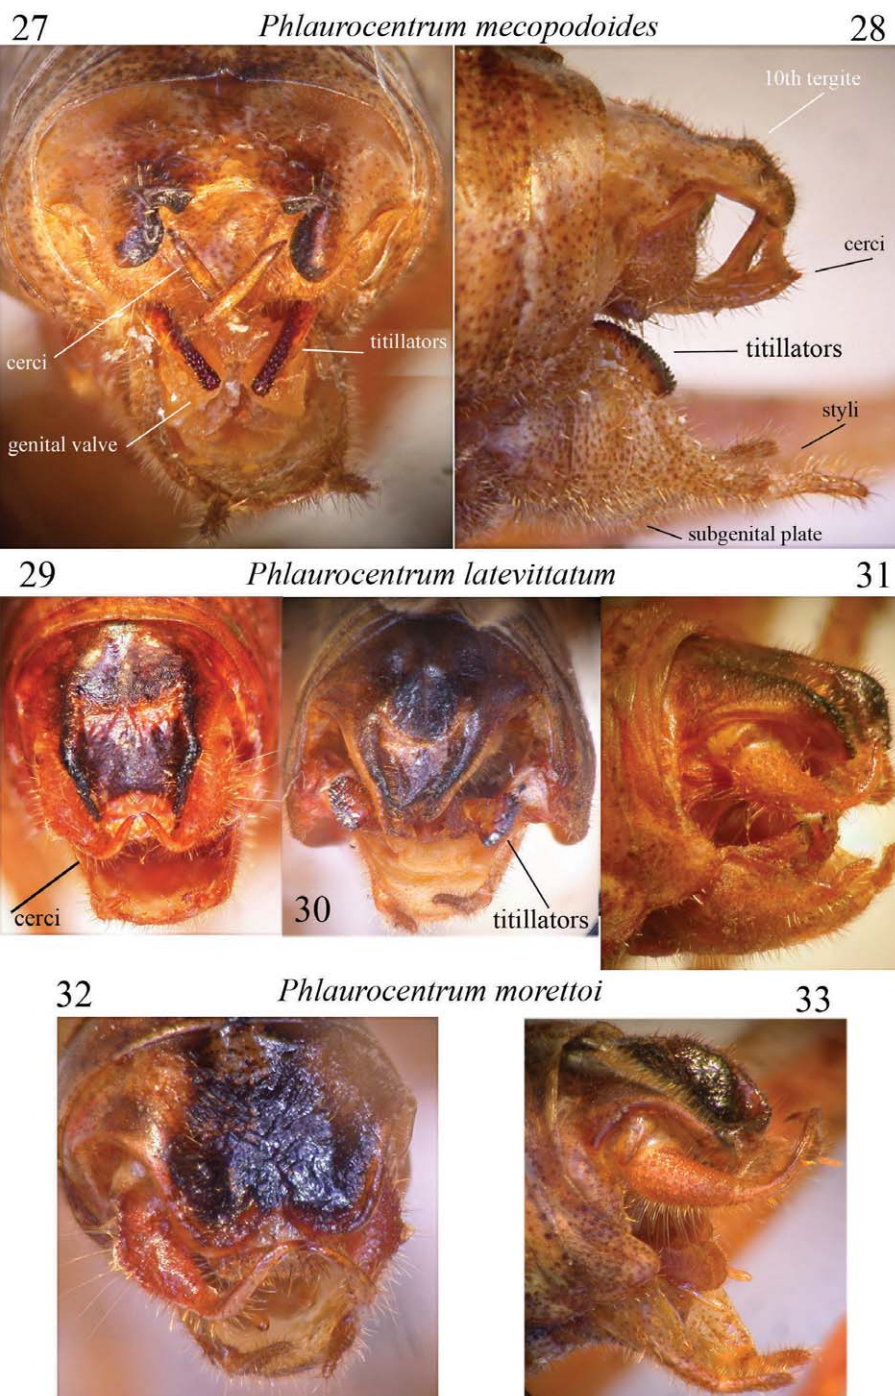 27 Phlaurocentrum mecopodoides 28
10th tergite
cerci
titillators
cerci
titillators
genital valve
styli
subgenital plate
29 Phlaurocentrum latevittatum 31
30
cerci
titillators
32 Phlaurocentrum morettoi 33